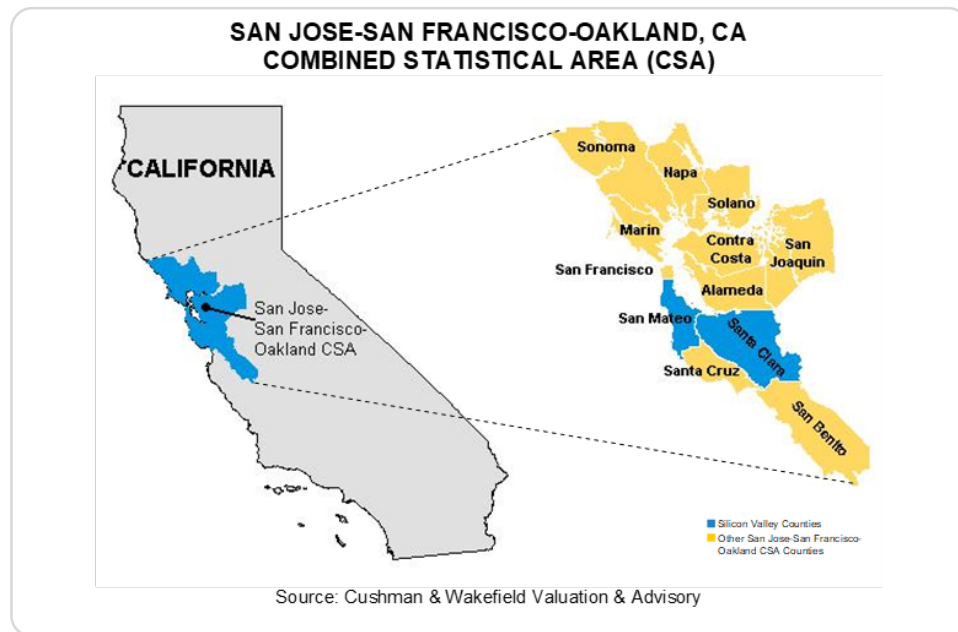 SAN JOSE-SAN FRANCISCO-OAKLAND, CA
COMBINED STATISTICAL AREA (CSA)
CALIFORNIA
San Jose-
San Francisco-
Oakland CSA
Sonoma
Napa
Solano
Marin
Contra
Costa
San
Joaquin
San Francisco
Alameda
San Mateo
Santa Clara
Santa Cruz
San Benito
Silicon Valley Counties
Other San Jose-San Francisco-
Oakland CSA Counties
Source: Cushman & Wakefield Valuation & Advisory